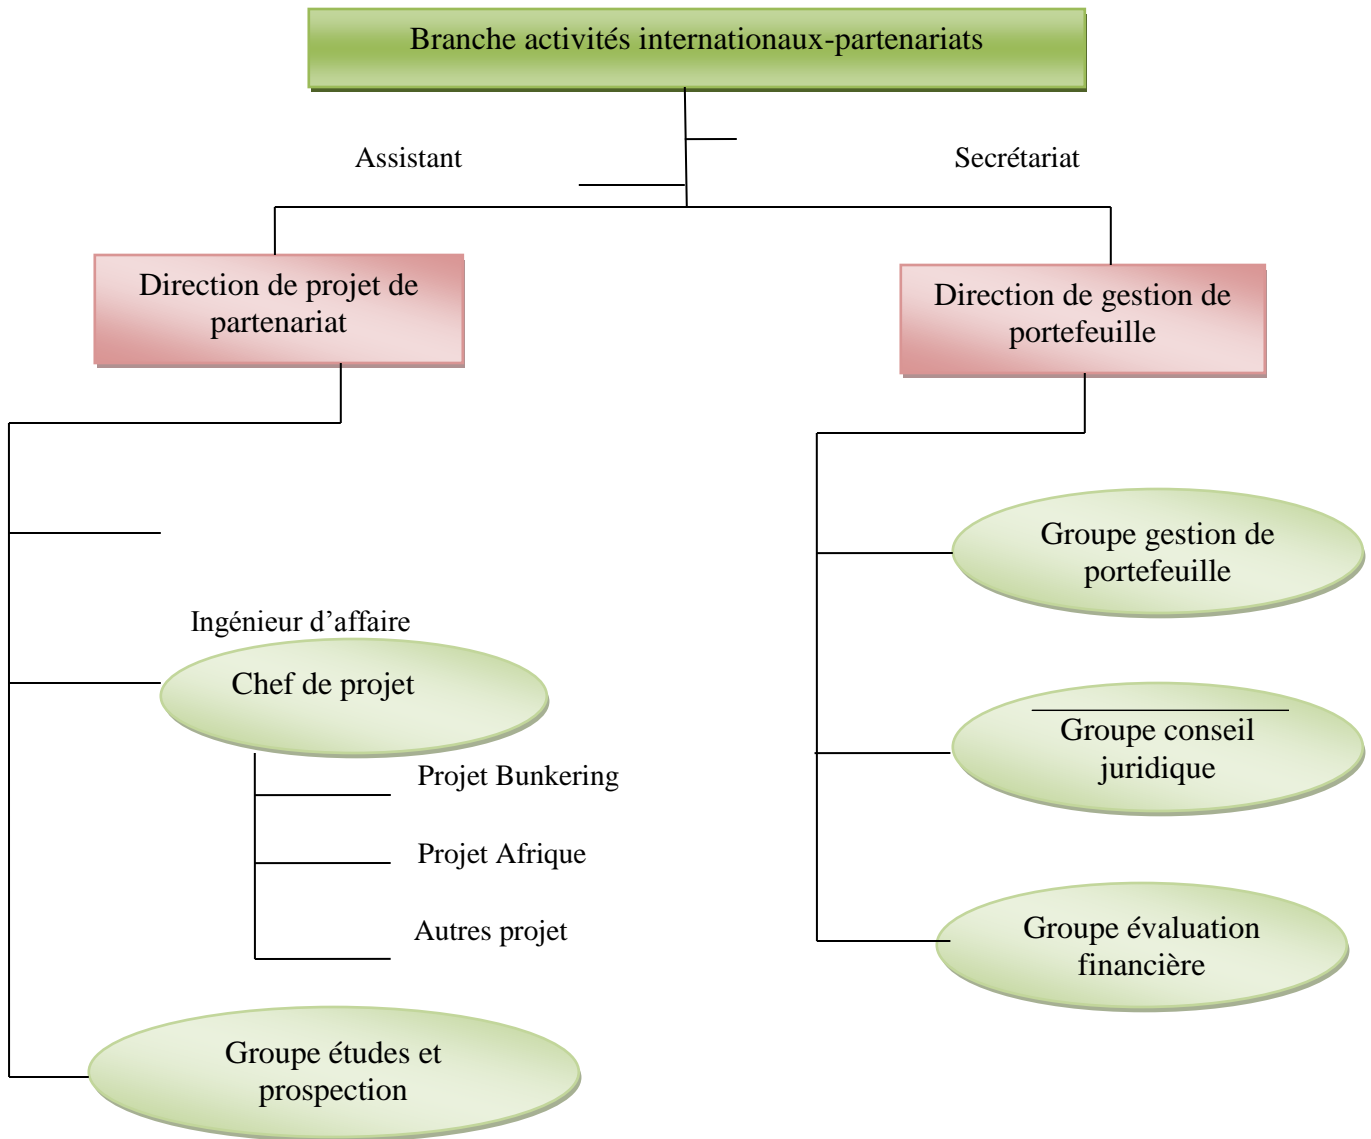 Branche activités internationaux-partenariats
Assistant
Secrétariat
Direction de projet de
partenariat
Direction de gestion de
portefeuille
Ingénieur d’affaire
Chef de projet
Projet Bunkering
Projet Afrique
Autres projet
Groupe études et
prospection
Groupe gestion de
portefeuille
Groupe conseil
juridique
Groupe évaluation
financière